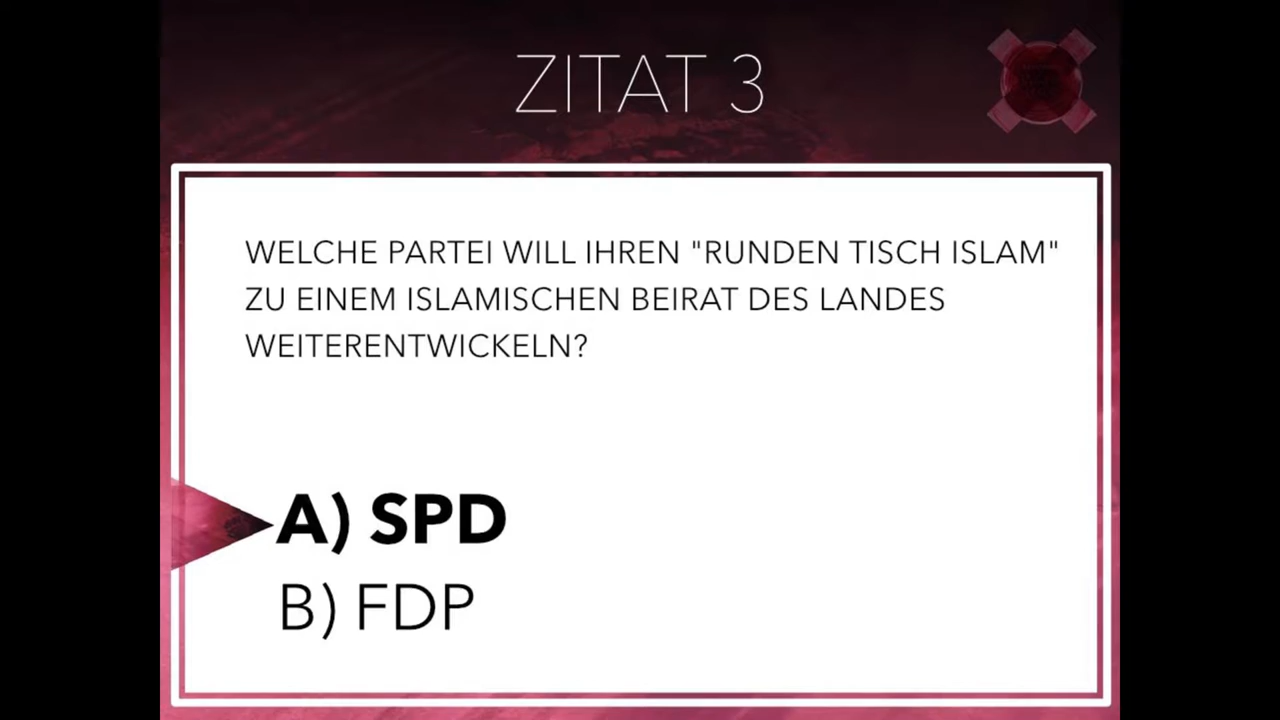 ZITAT 3
WELCHE PARTEI WILL IHREN "RUNDEN TISCH ISLAM"
ZU EINEM ISLAMISCHEN BEIRAT DES LANDES
WEITERENTWICKELN?
A) SPD
B) FDP